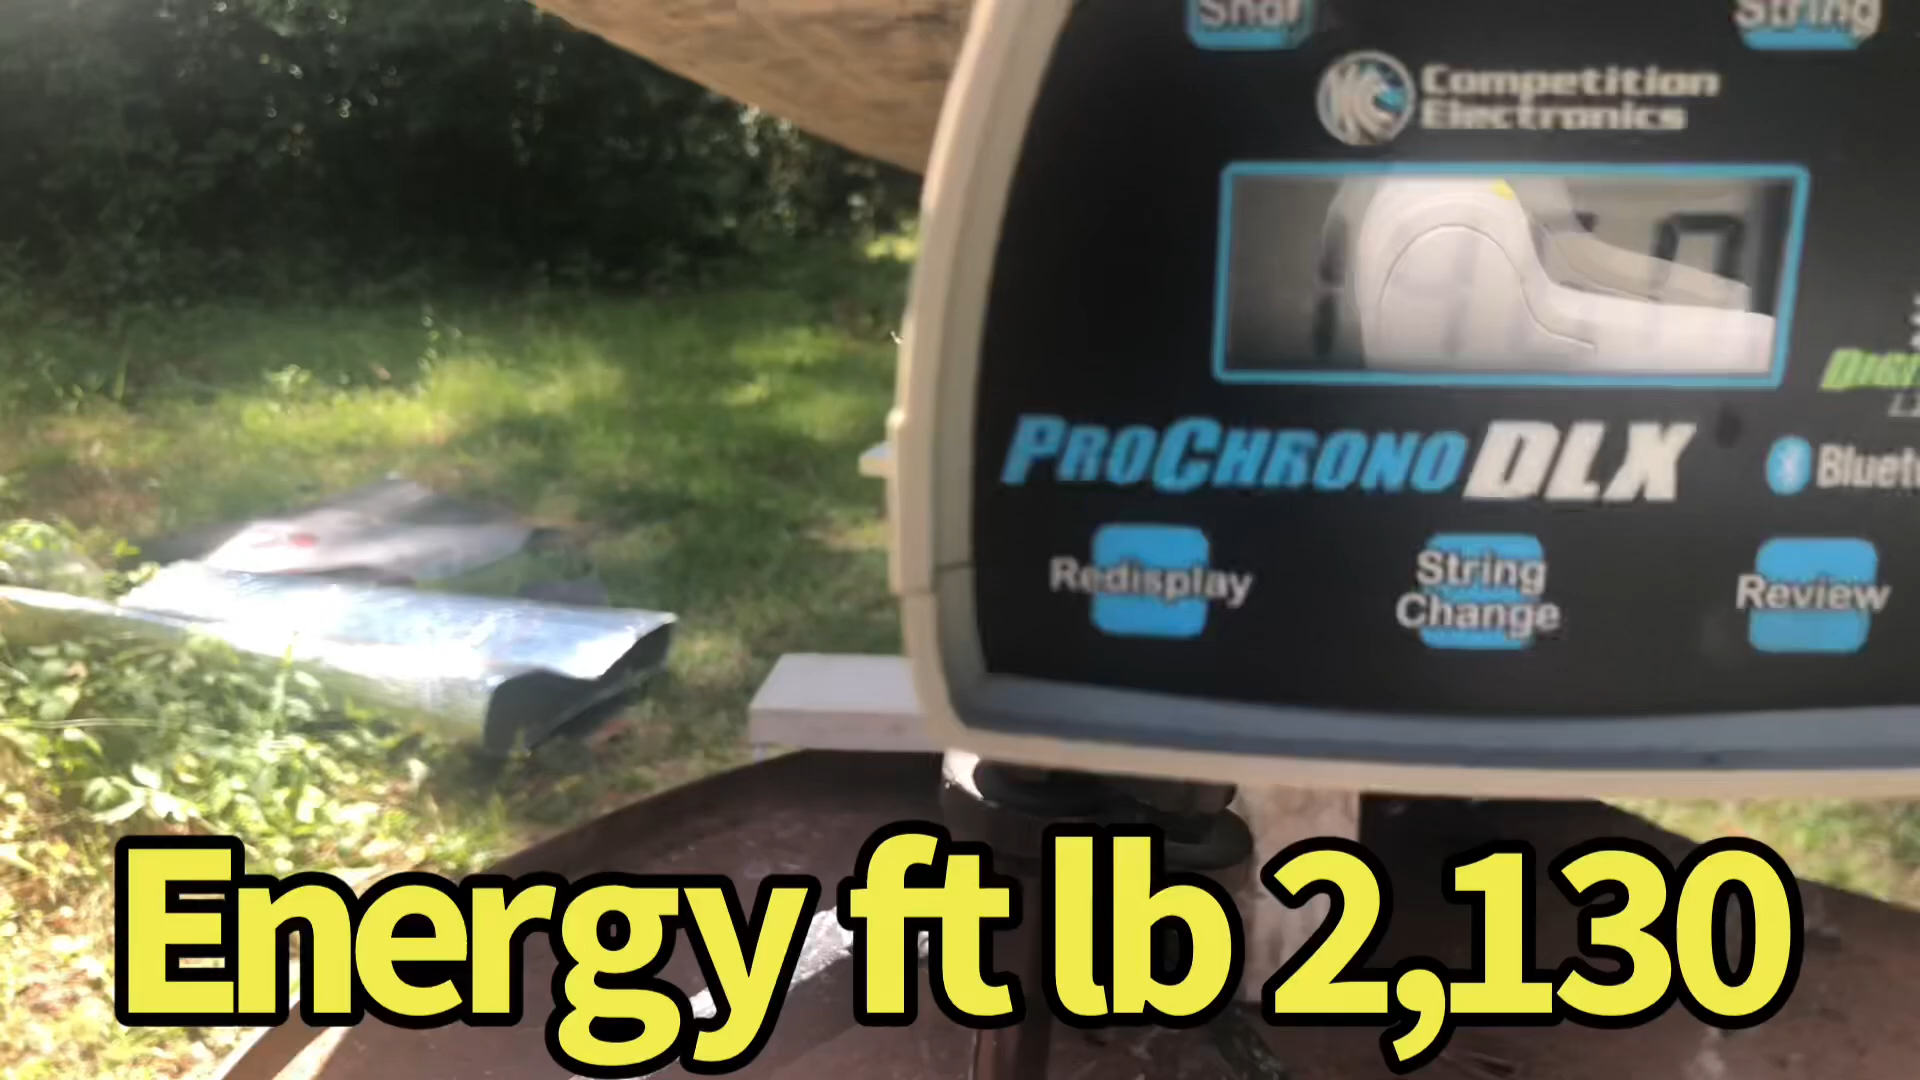 String
Competition
Electronics
PROCHRONO DLX
Redisplay
String
Change
Review
Energy ft lb 2,130